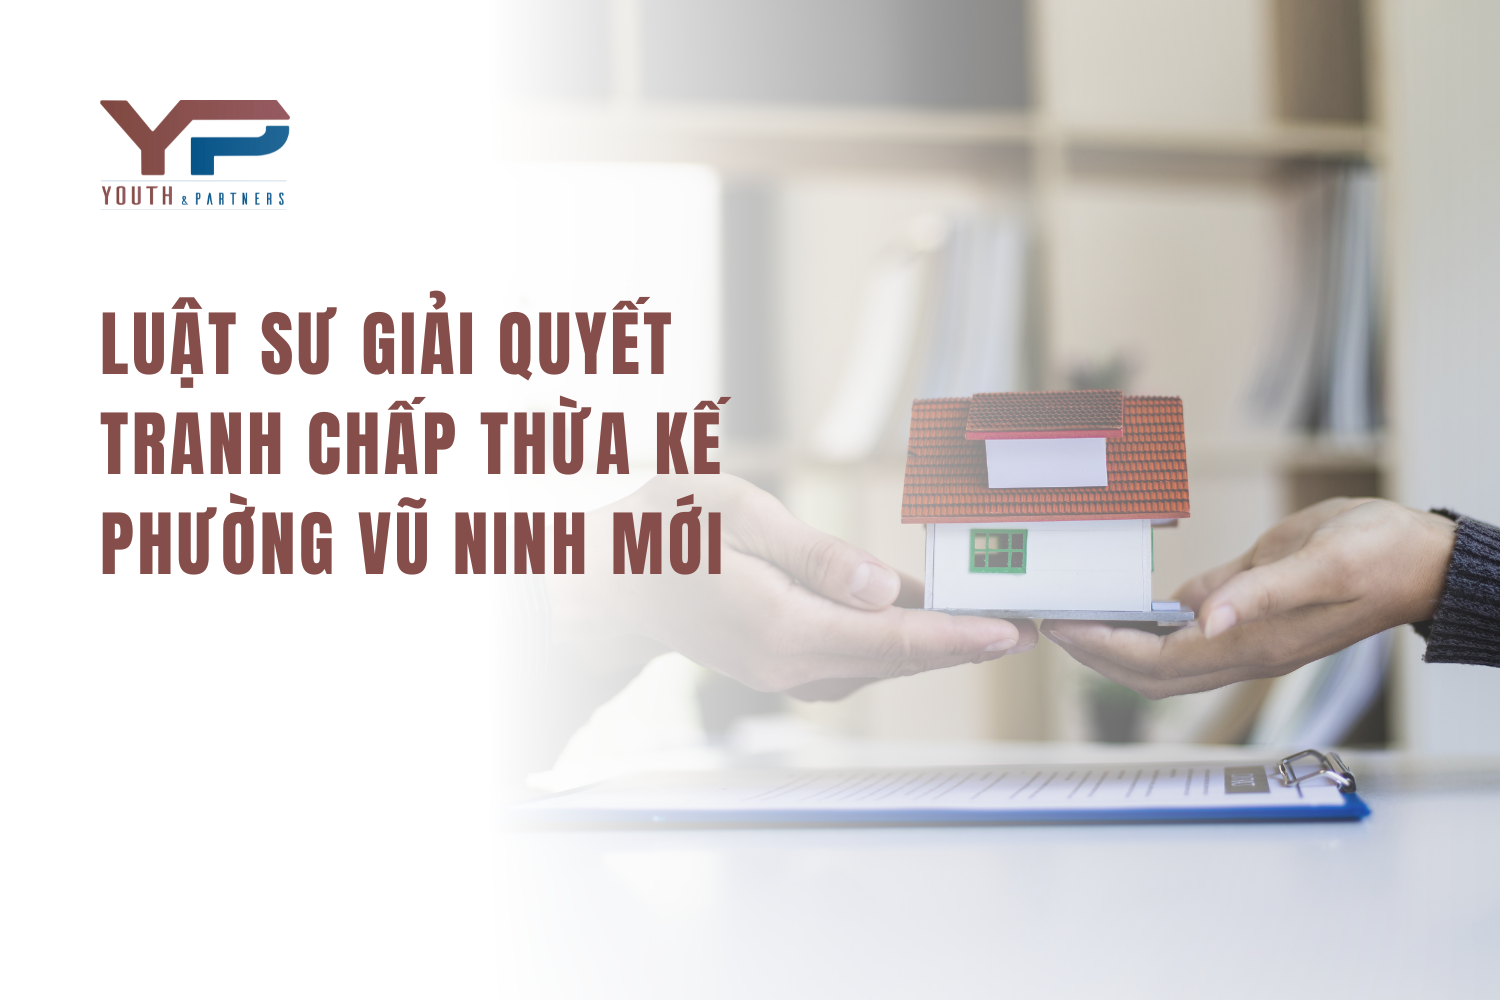 YP
YOUTH & PARTNERS
LUẬT SƯ GIẢI QUYẾT
TRANH CHẤP THỪA KẾ
PHƯỜNG VŨ NINH MỚI